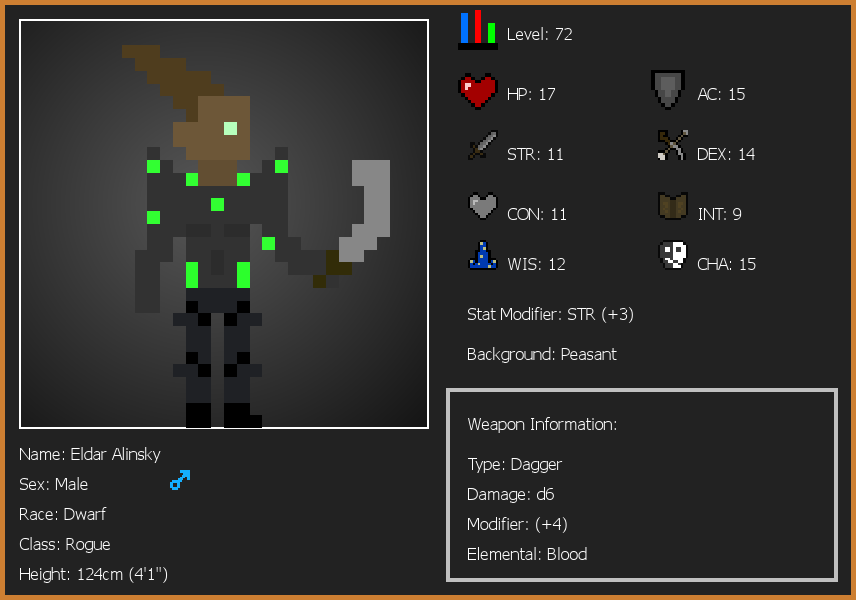 Level: 72
HP: 17
AC: 15
STR: 11
DEX: 14
CON: 11
INT: 9
WIS: 12
CHA: 15
Stat Modifier: STR (+3)
Background: Peasant
Weapon Information:
Type: Dagger
Damage: d6
Modifier: (+4)
Elemental: Blood
Name: Eldar Alinsky
Sex: Male
Race: Dwarf
Class: Rogue
Height: 124cm (4'1")